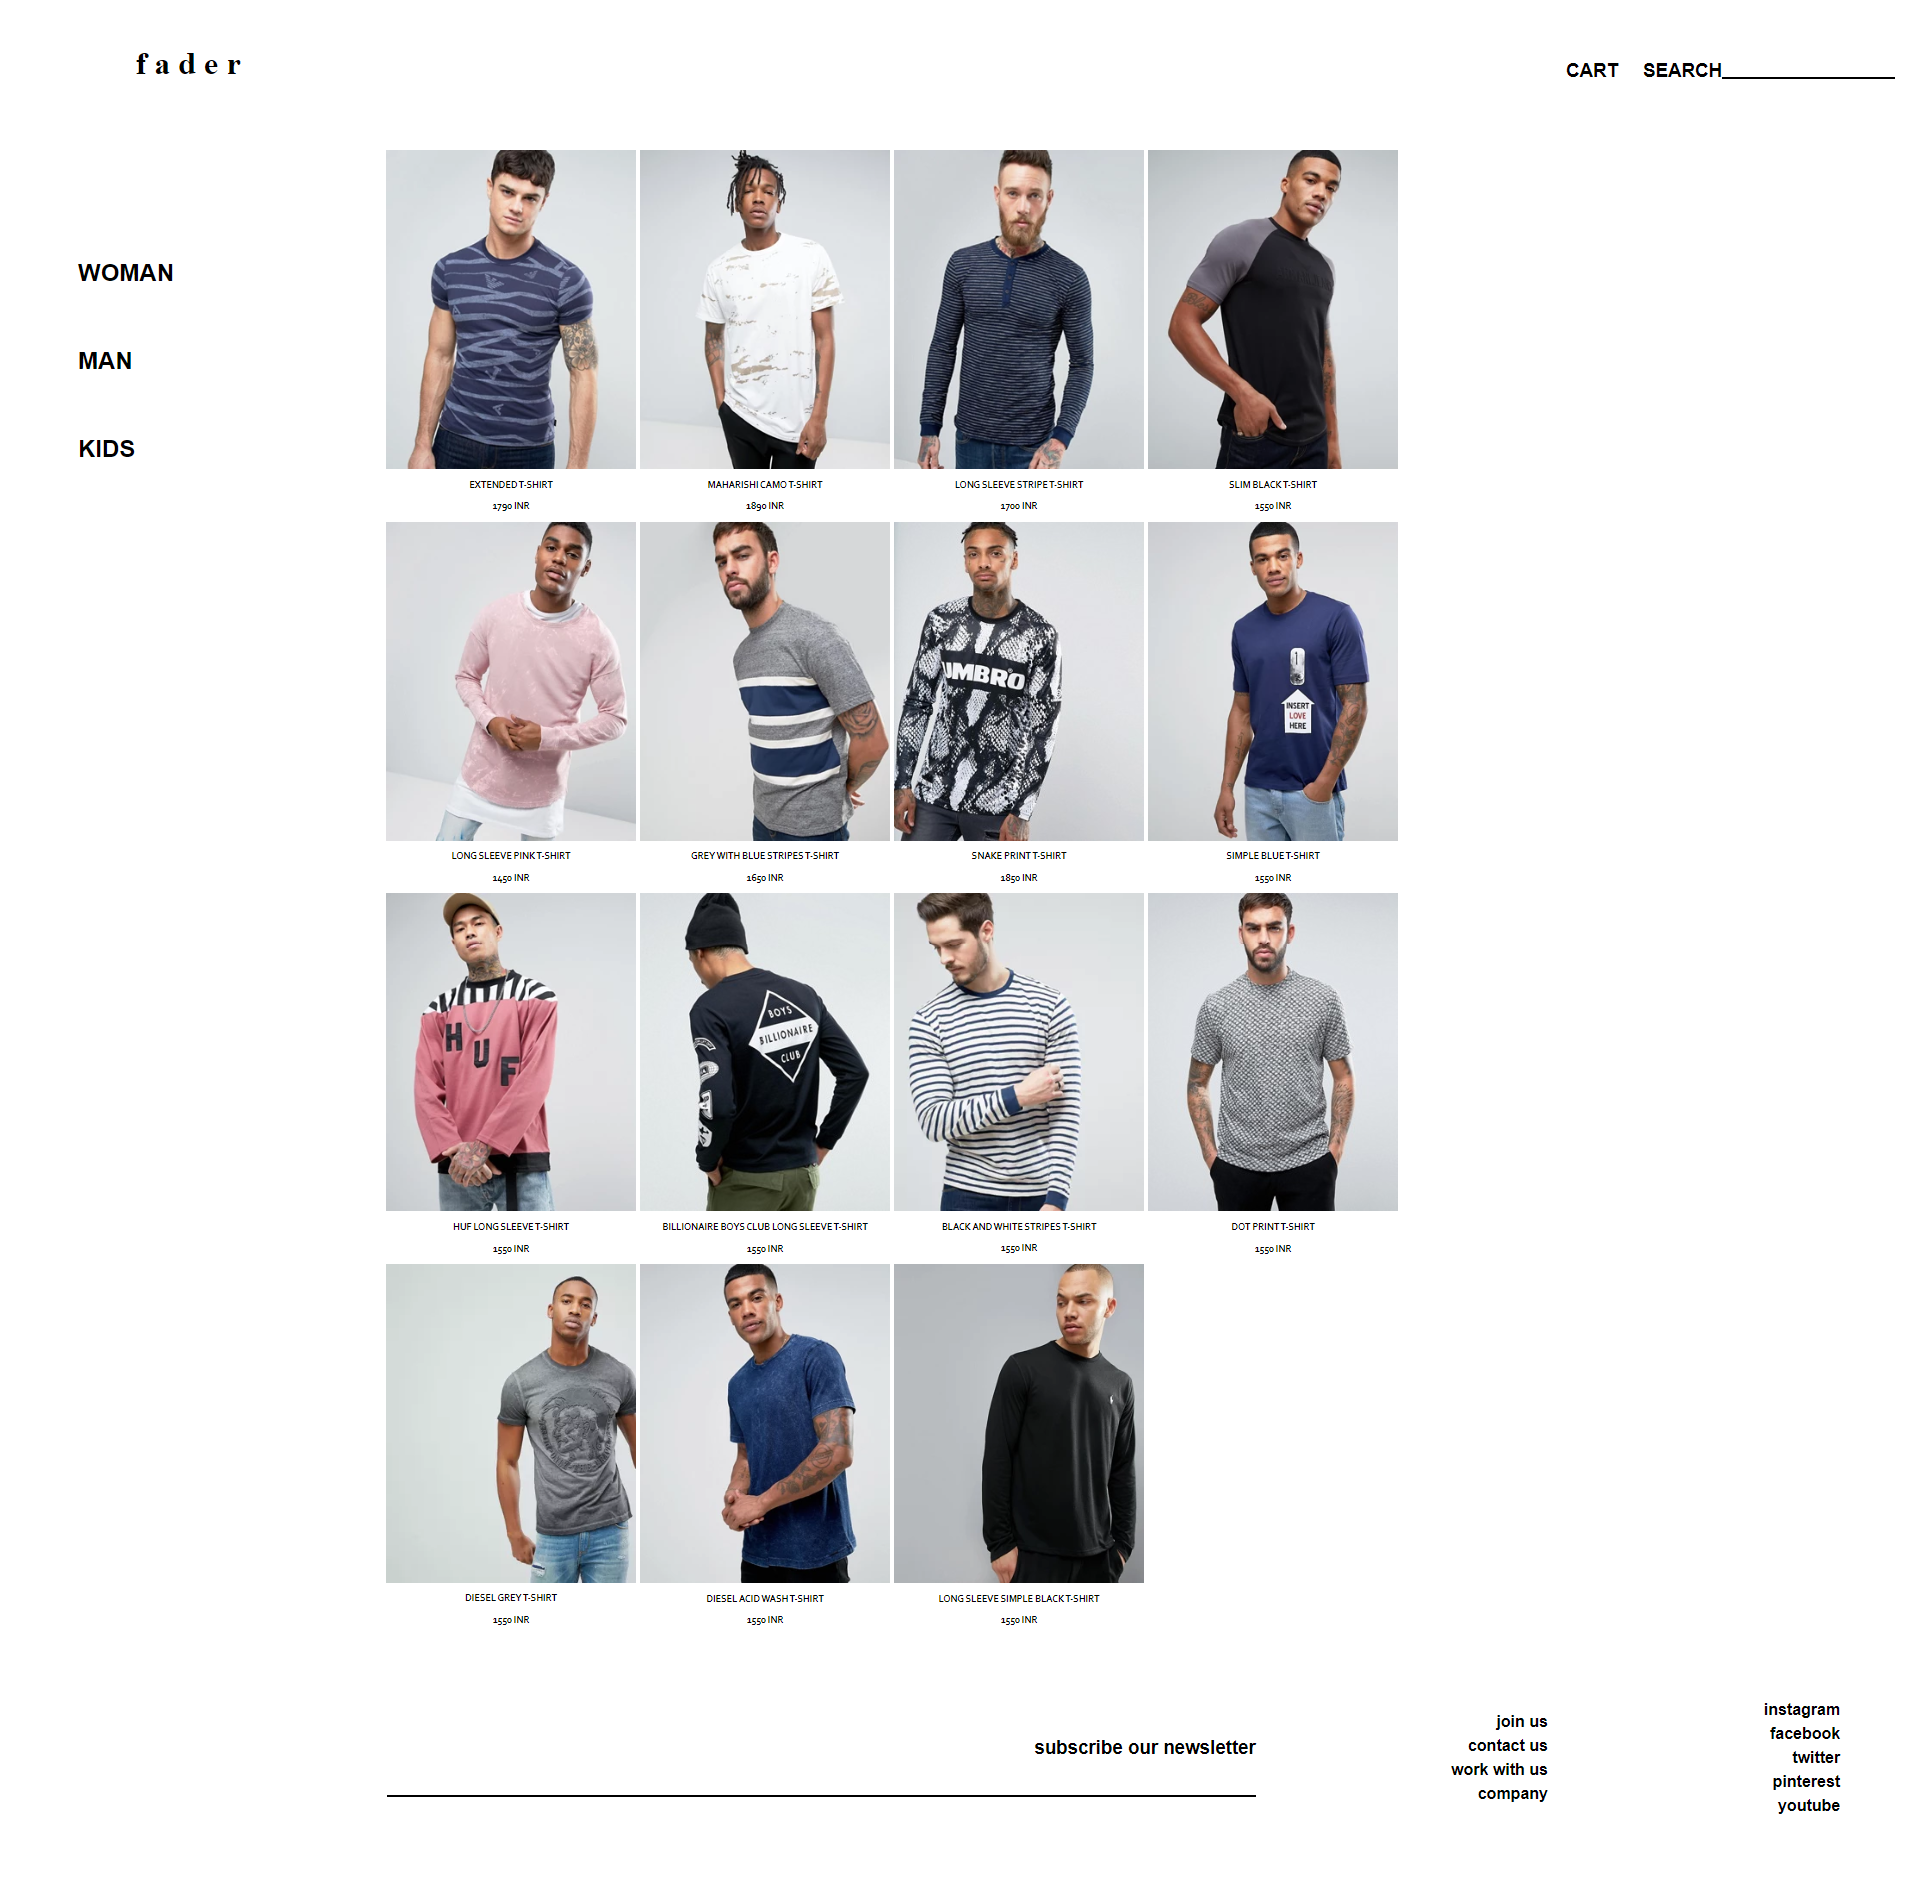 fader
CART SEARCH
WOMAN
MAN
KIDS
EXTENDED T-SHIRT
1790 INR
MAHARISHI CAMO T-SHIRT
1890 INR
LONG SLEEVE STRIPE T-SHIRT
1700 INR
SLIM BLACK T-SHIRT
1550 INR
UMBRO
1
INSERT
LOVE
HERE
LONG SLEEVE PINK T-SHIRT
1450 INR
GREY WITH BLUE STRIPES T-SHIRT
1650 INR
SNAKE PRINT T-SHIRT
1850 INR
SIMPLE BLUE T-SHIRT
1550 INR
HUF
BOYS
BILLIONAIRE
CLUB
HUF LONG SLEEVE T-SHIRT
1550 INR
BILLIONAIRE BOYS CLUB LONG SLEEVE T-SHIRT
1550 INR
BLACK AND WHITE STRIPES T-SHIRT
1550 INR
DOT PRINT T-SHIRT
1550 INR
DIESEL GREY T-SHIRT
1550 INR
DIESEL ACID WASH T-SHIRT
1550 INR
LONG SLEEVE SIMPLE BLACK T-SHIRT
1550 INR
subscribe our newsletter
join us
contact us
work with us
company
instagram
facebook
twitter
pinterest
youtube